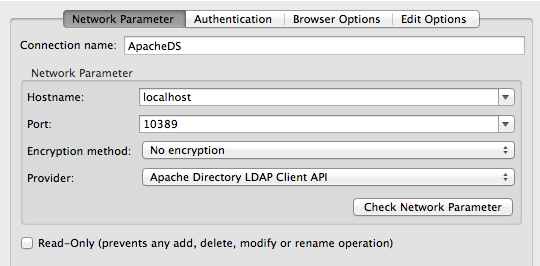 Network Parameter Authentication Browser Options Edit Options
Connection name: ApacheDS
Network Parameter
Hostname: localhost
Port: 10389
Encryption method: No encryption
Provider: Apache Directory LDAP Client API
Check Network Parameter
Read-Only (prevents any add, delete, modify or rename operation)